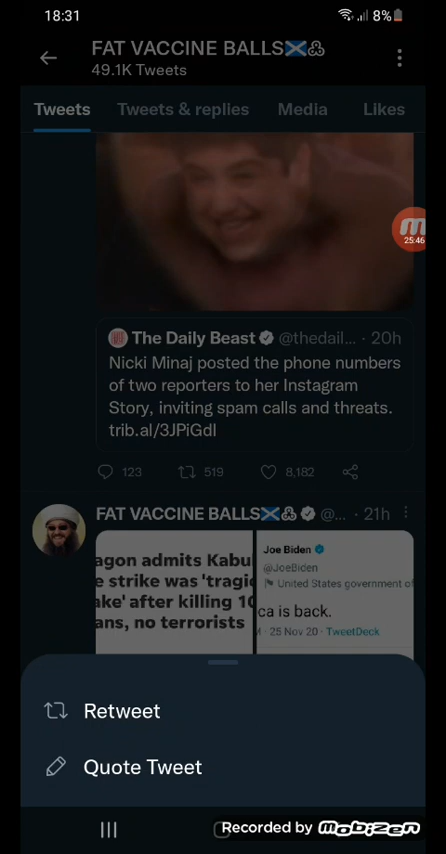 18:31
8%
FAT VACCINE BALLS
49.1K Tweets
Tweets
Tweets & replies
Media
Likes
25:46
The Daily Beast @thedail... · 20h
Nicki Minaj posted the phone numbers
of two reporters to her Instagram
Story, inviting spam calls and threats.
trib.al/3JPiGdI
123
519
8,182
FAT VACCINE BALLS @... · 21h
agon admits Kabu
e strike was 'tragi
ake' after killing 10
ans, no terrorists
Joe Biden
@JoeBiden
United States government of
ca is back.
25 Nov 20 · TweetDeck
Retweet
Quote Tweet
Recorded by mobizen